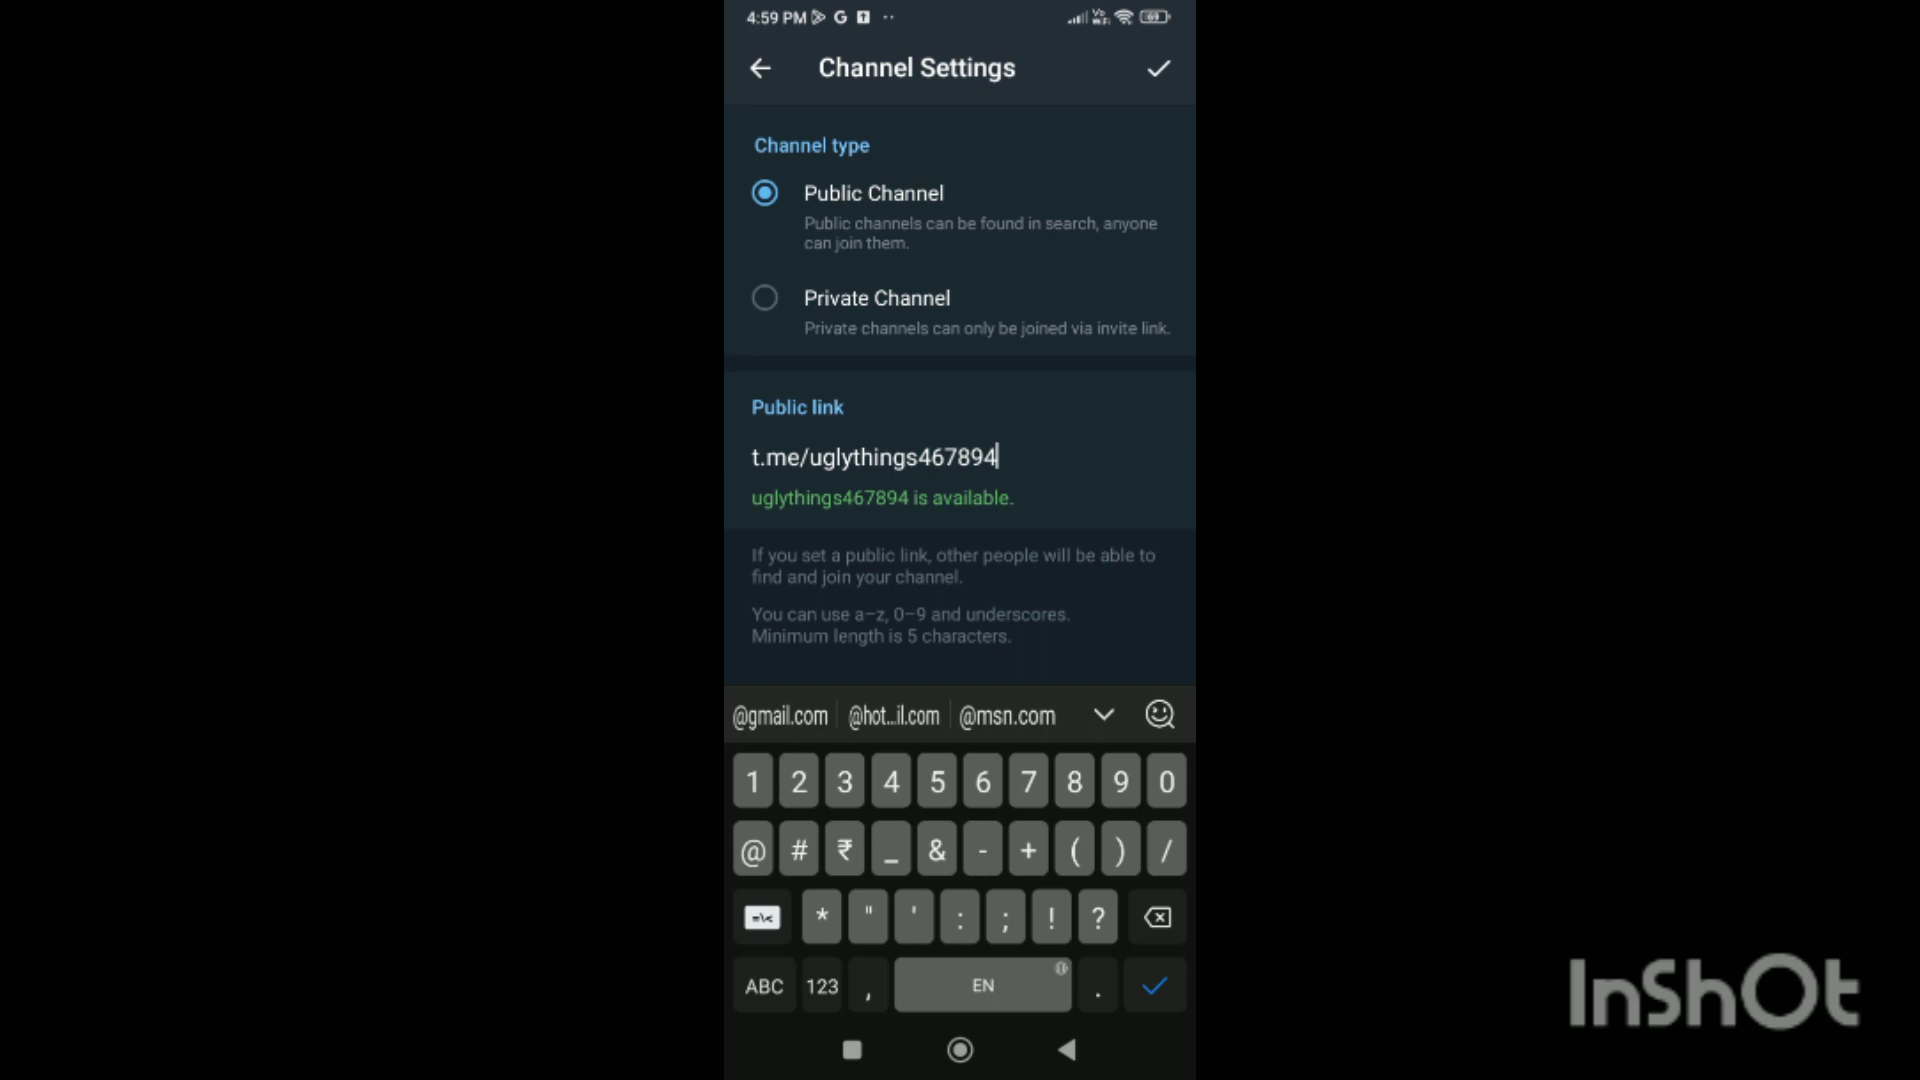 4:59 PM G
Vo
WiFi
69
Channel Settings
Channel type
Public Channel
Public channels can be found in search, anyone
can join them.
Private Channel
Private channels can only be joined via invite link.
Public link
t.me/uglythings467894
uglythings467894 is available.
If you set a public link, other people will be able to
find and join your channel.
You can use a–z, 0–9 and underscores.
Minimum length is 5 characters.
@gmail.com @hot...il.com @msn.com
1 2 3 4 5 6 7 8 9 0
@ # ₹ _ & - + ( ) /
=\< * " ' : ; ! ?
ABC 123 , EN .
InShOt